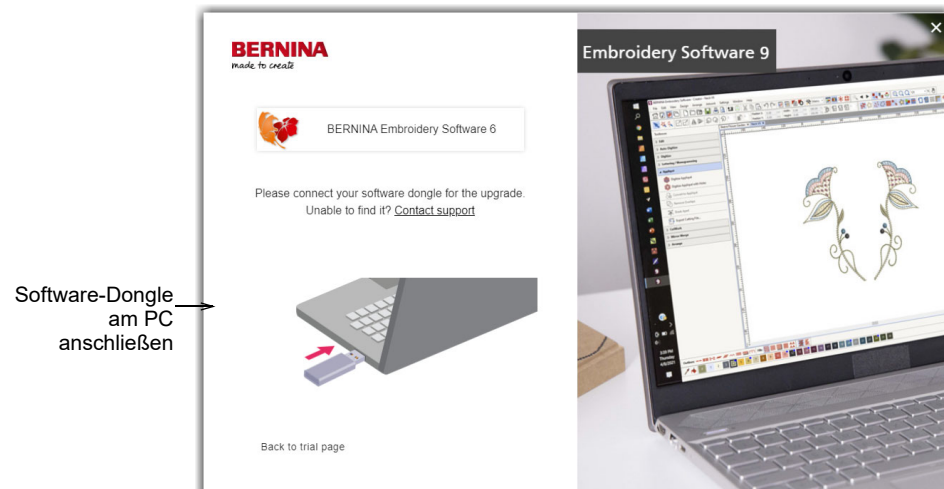 BERNINA
made to create
Embroidery Software 9
BERNINA Embroidery Software 6
Please connect your software dongle for the upgrade.
Unable to find it? Contact support
Software-Dongle
am PC
anschließen
Back to trial page